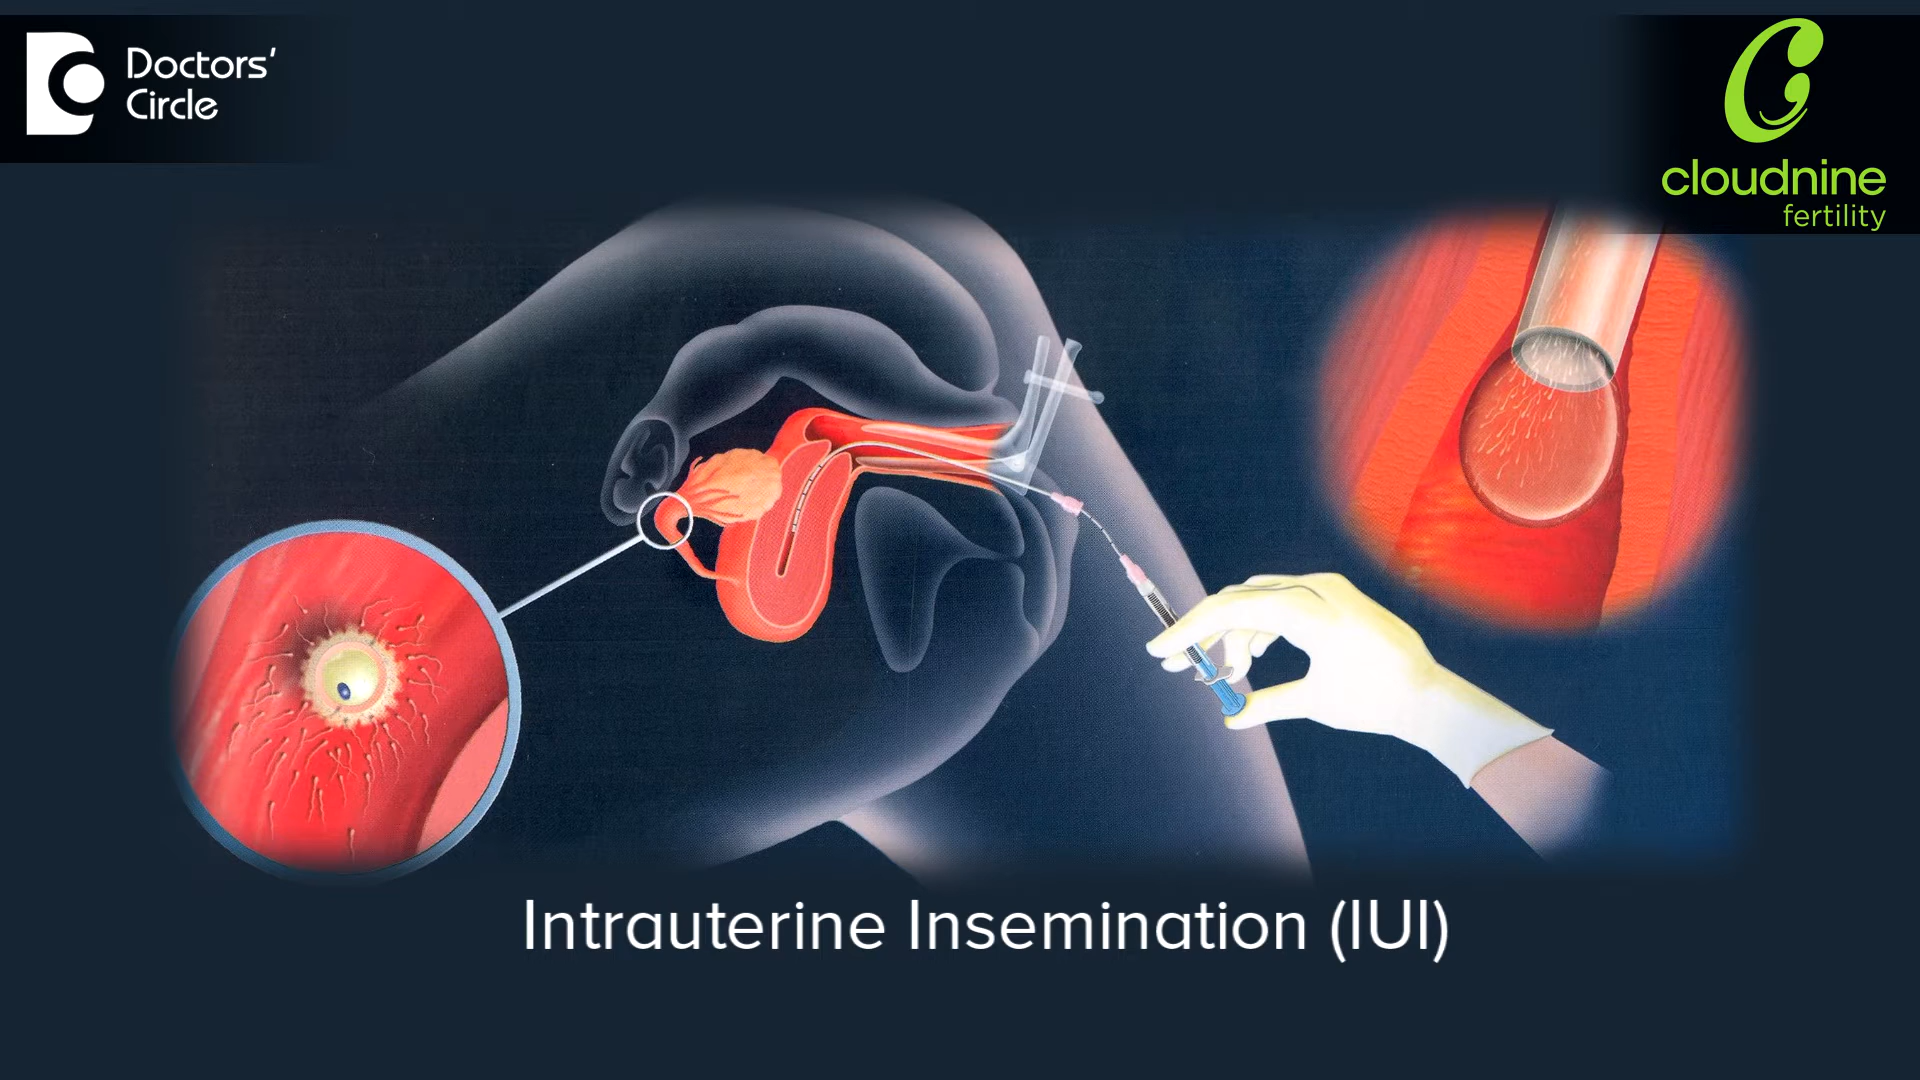 Doctors'
Circle
cloudnine
fertility
Intrauterine Insemination (IUI)